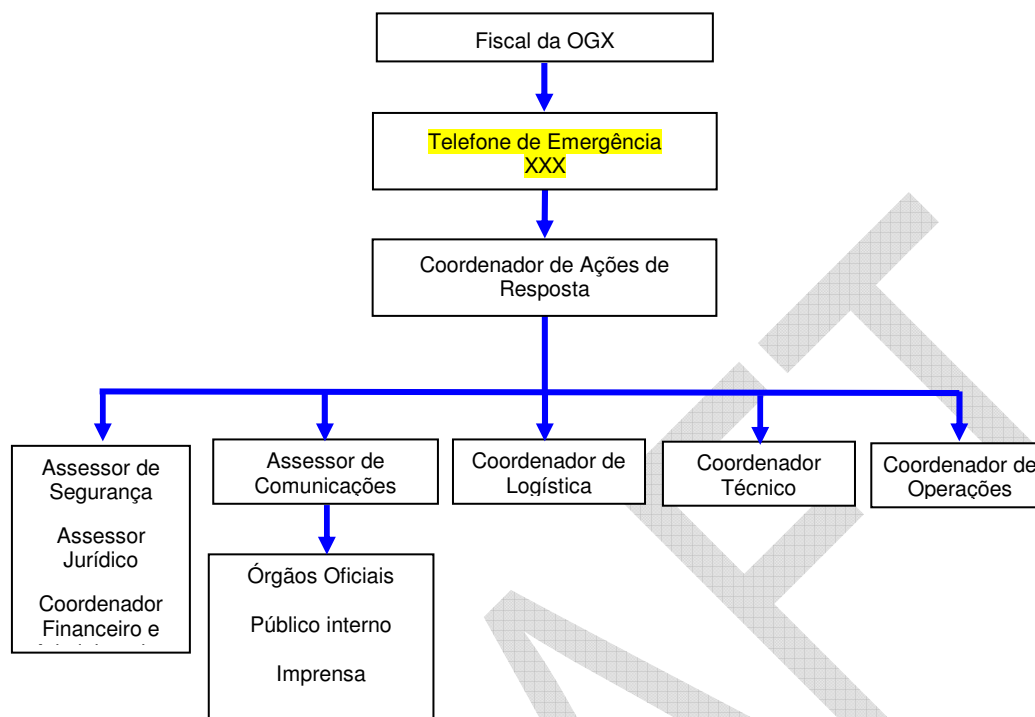 Fiscal da OGX
Telefone de Emergência
XXX
Coordenador de Ações de
Resposta
Assessor de
Segurança
Assessor
Jurídico
Coordenador
Financeiro e
Assessor de
Comunicações
Coordenador de
Logística
Coordenador
Técnico
Coordenador de
Operações
Órgãos Oficiais
Público interno
Imprensa